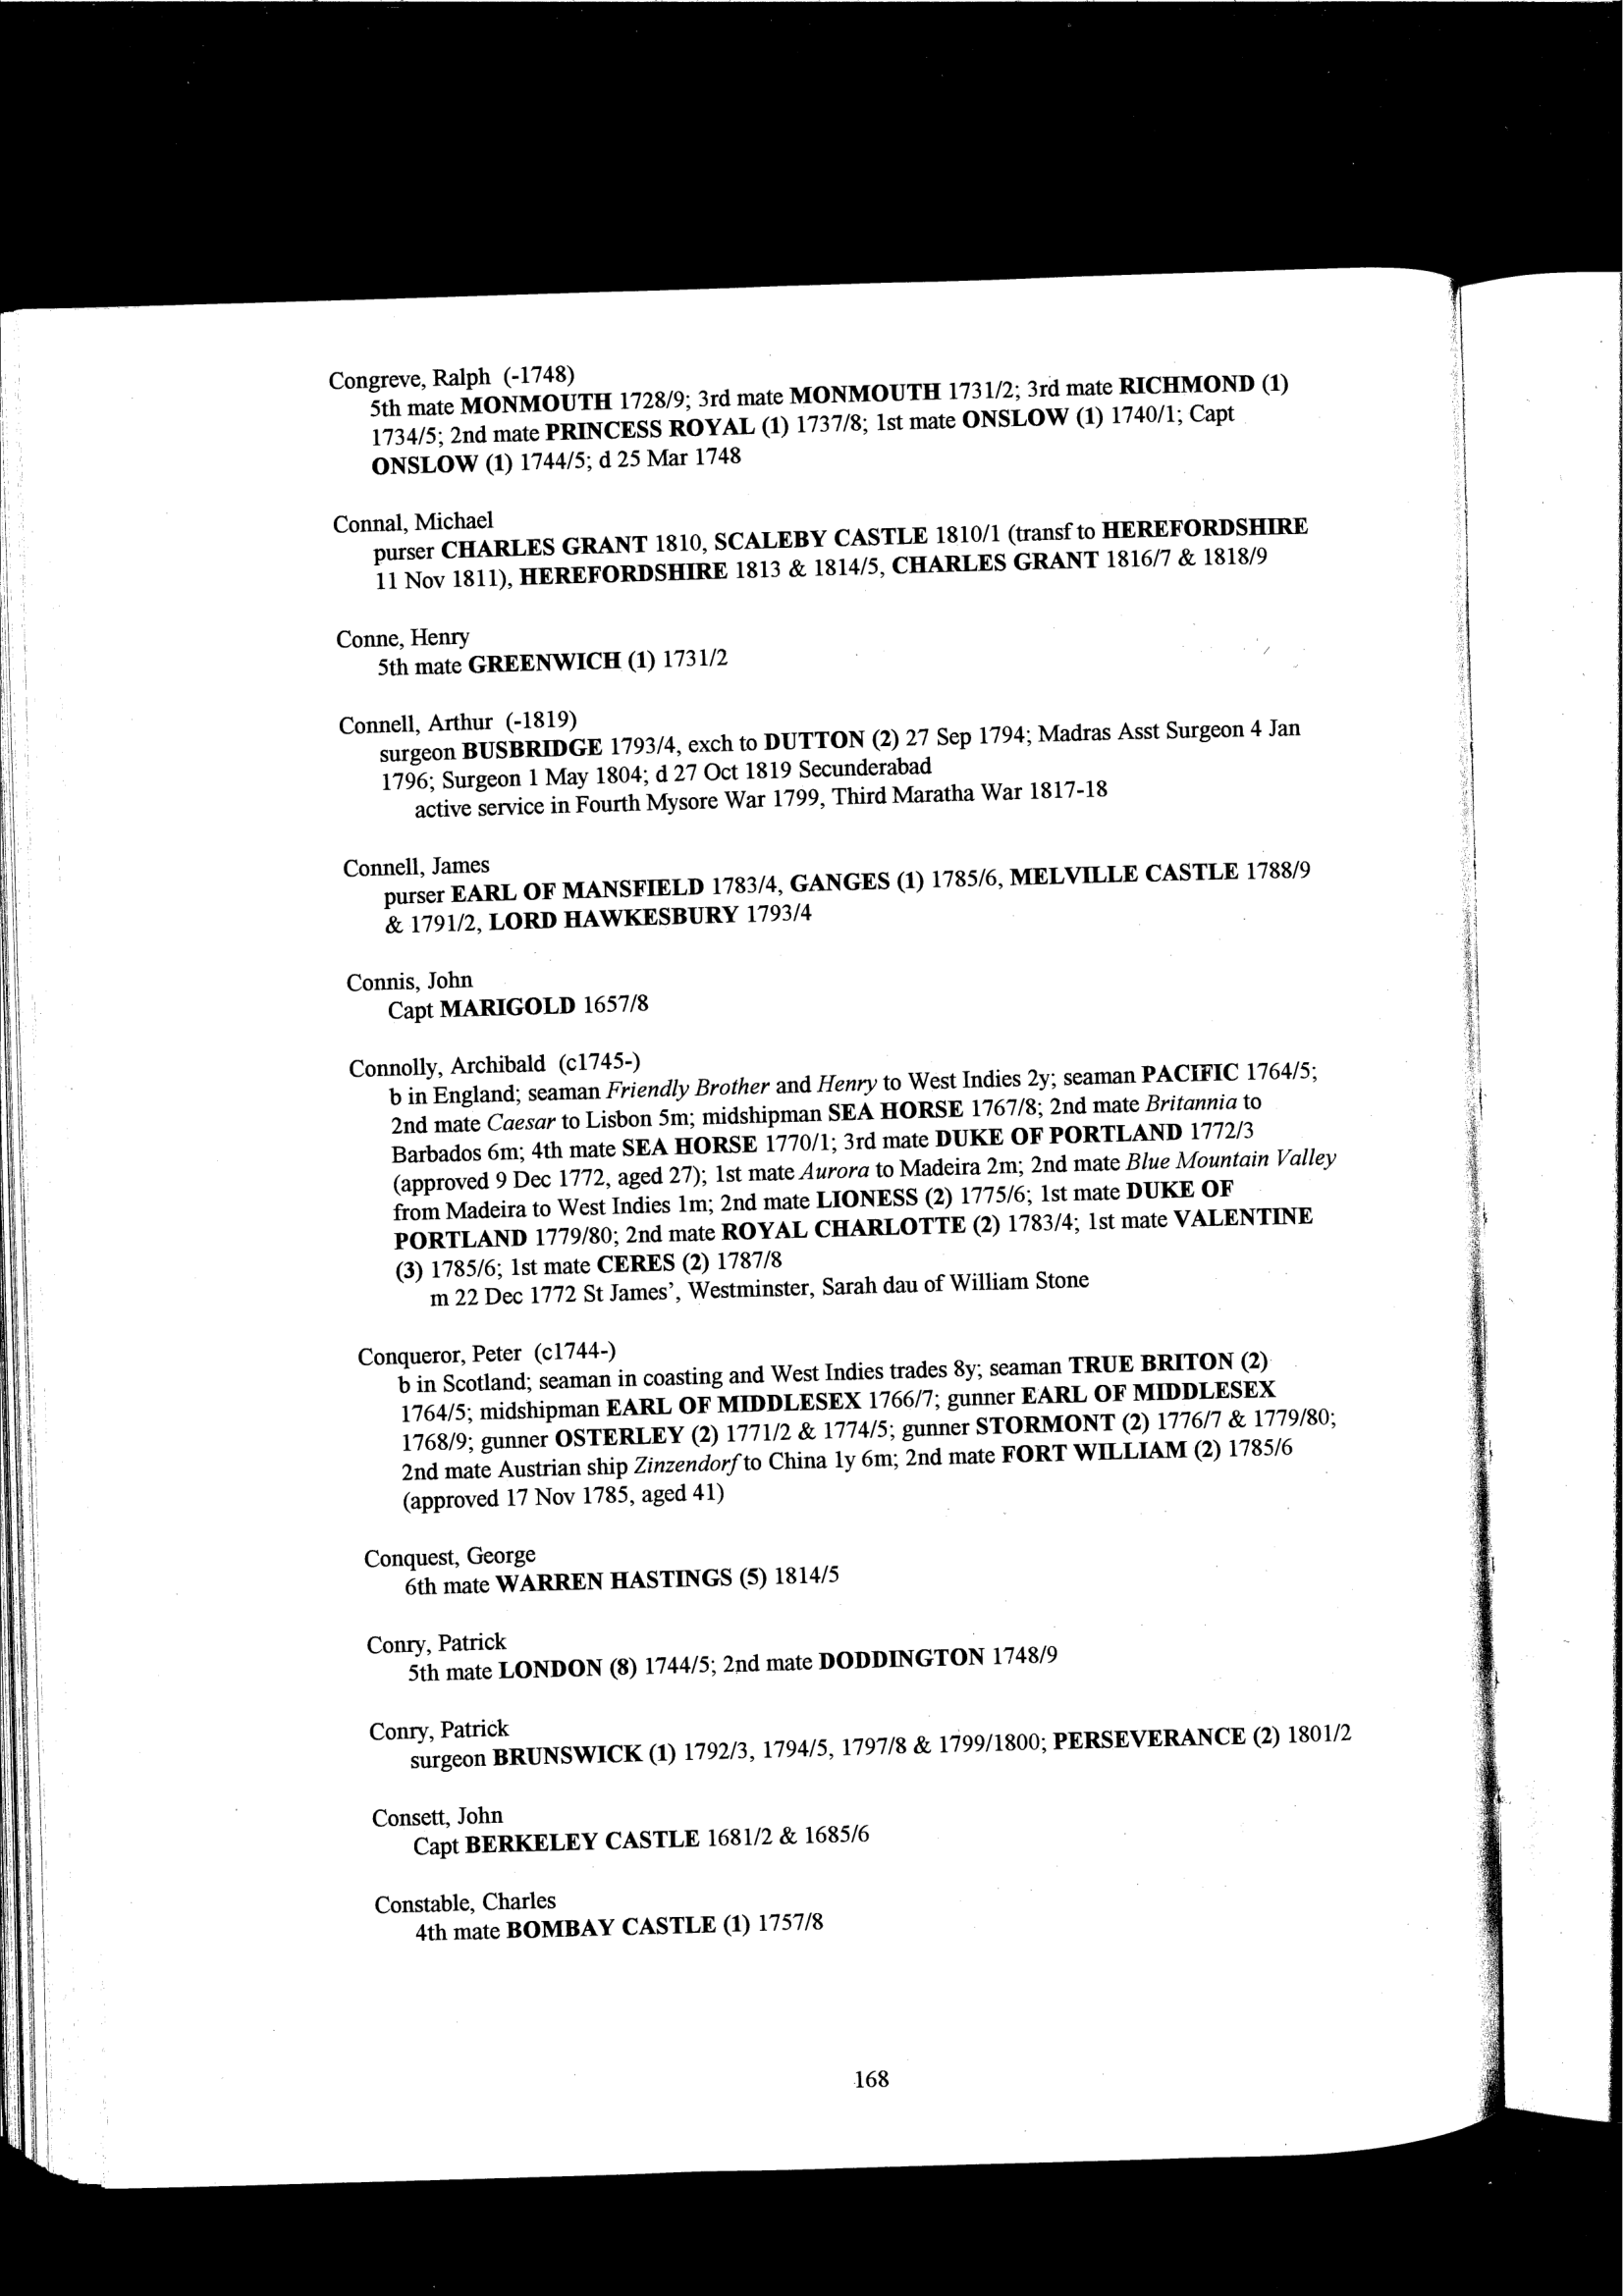 Congreve, Ralph (-1748)
5th mate MONMOUTH 1728/9; 3rd mate MONMOUTH 1731/2; 3rd mate RICHMOND (1)
1734/5; 2nd mate PRINCESS ROYAL (1) 1737/8; 1st mate ONSLOW (1) 1740/1; Capt
ONSLOW (1) 1744/5; d 25 Mar 1748
Connal, Michael
purser CHARLES GRANT 1810, SCALEBY CASTLE 1810/1 (transf to HEREFORDSHIRE
11 Nov 1811), HEREFORDSHIRE 1813 & 1814/5, CHARLES GRANT 1816/7 & 1818/9
Conne, Henry
5th mate GREENWICH (1) 1731/2
Connell, Arthur (-1819)
surgeon BUSBRIDGE 1793/4, exch to DUTTON (2) 27 Sep 1794; Madras Asst Surgeon 4 Jan
1796; Surgeon 1 May 1804; d 27 Oct 1819 Secunderabad
active service in Fourth Mysore War 1799, Third Maratha War 1817-18
Connell, James
purser EARL OF MANSFIELD 1783/4, GANGES (1) 1785/6, MELVILLE CASTLE 1788/9
& 1791/2, LORD HAWKESBURY 1793/4
Connis, John
Capt MARIGOLD 1657/8
Connolly, Archibald (c1745-)
b in England; seaman Friendly Brother and Henry to West Indies 2y; seaman PACIFIC 1764/5;
2nd mate Caesar to Lisbon 5m; midshipman SEA HORSE 1767/8; 2nd mate Britannia to
Barbados 6m; 4th mate SEA HORSE 1770/1; 3rd mate DUKE OF PORTLAND 1772/3
(approved 9 Dec 1772, aged 27); 1st mate Aurora to Madeira 2m; 2nd mate Blue Mountain Valley
from Madeira to West Indies 1m; 2nd mate LIONESS (2) 1775/6; 1st mate DUKE OF
PORTLAND 1779/80; 2nd mate ROYAL CHARLOTTE (2) 1783/4; 1st mate VALENTINE
(3) 1785/6; 1st mate CERES (2) 1787/8
m 22 Dec 1772 St James', Westminster, Sarah dau of William Stone
Conqueror, Peter (c1744-)
b in Scotland; seaman in coasting and West Indies trades 8y; seaman TRUE BRITON (2)
1764/5; midshipman EARL OF MIDDLESEX 1766/7; gunner EARL OF MIDDLESEX
1768/9; gunner OSTERLEY (2) 1771/2 & 1774/5; gunner STORMONT (2) 1776/7 & 1779/80;
2nd mate Austrian ship Zinzendorf to China 1y 6m; 2nd mate FORT WILLIAM (2) 1785/6
(approved 17 Nov 1785, aged 41)
Conquest, George
6th mate WARREN HASTINGS (5) 1814/5
Conry, Patrick
5th mate LONDON (8) 1744/5; 2nd mate DODDINGTON 1748/9
Conry, Patrick
surgeon BRUNSWICK (1) 1792/3, 1794/5, 1797/8 & 1799/1800; PERSEVERANCE (2) 1801/2
Consett, John
Capt BERKELEY CASTLE 1681/2 & 1685/6
Constable, Charles
4th mate BOMBAY CASTLE (1) 1757/8
168